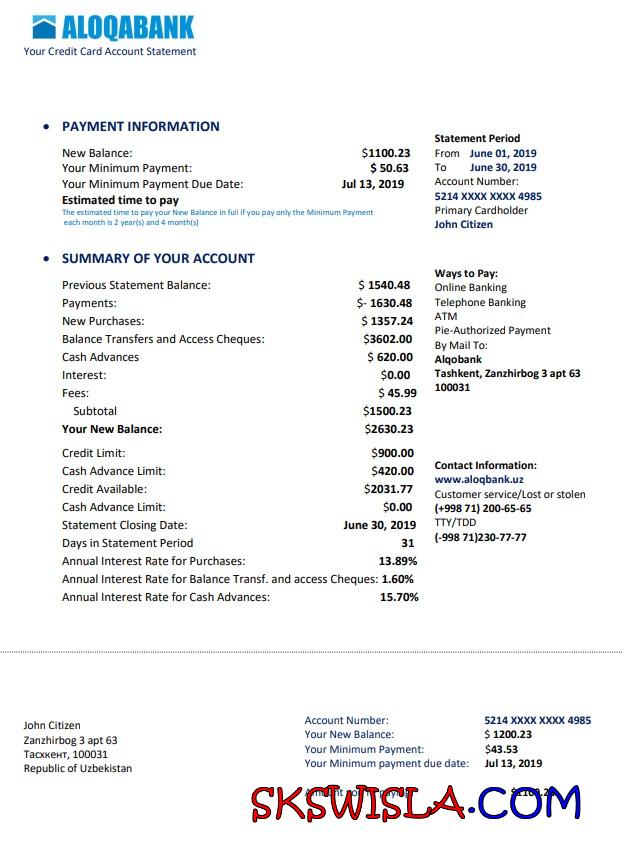 ALOQABANK
Your Credit Card Account Statement
• PAYMENT INFORMATION
New Balance: $1100.23
Your Minimum Payment: $ 50.63
Your Minimum Payment Due Date: Jul 13, 2019
Estimated time to pay
The estimated time to pay your New Balance in full if you pay only the Minimum Payment
each month is 2 year(s) and 4 month(s)
Statement Period
From June 01, 2019
To June 30, 2019
Account Number:
5214 XXXX XXXX 4985
Primary Cardholder
John Citizen
• SUMMARY OF YOUR ACCOUNT
Previous Statement Balance: $ 1540.48
Payments: $- 1630.48
New Purchases: $ 1357.24
Balance Transfers and Access Cheques: $3602.00
Cash Advances $ 620.00
Interest: $0.00
Fees: $ 45.99
Subtotal $1500.23
Your New Balance: $2630.23
Credit Limit: $900.00
Cash Advance Limit: $420.00
Credit Available: $2031.77
Cash Advance Limit: $0.00
Statement Closing Date: June 30, 2019
Days in Statement Period 31
Annual Interest Rate for Purchases: 13.89%
Annual Interest Rate for Balance Transf. and access Cheques: 1.60%
Annual Interest Rate for Cash Advances: 15.70%
Ways to Pay:
Online Banking
Telephone Banking
ATM
Pie-Authorized Payment
By Mail To:
Alqobank
Tashkent, Zanzhirbog 3 apt 63
100031
Contact Information:
www.aloqbank.uz
Customer service/Lost or stolen
(+998 71) 200-65-65
TTY/TDD
(-998 71)230-77-77
John Citizen
Zanzhirbog 3 apt 63
Тасхкент, 100031
Republic of Uzbekistan
Account Number: 5214 XXXX XXXX 4985
Your New Balance: $ 1200.23
Your Minimum Payment: $43.53
Your Minimum payment due date: Jul 13, 2019
SKSWISLA.COM